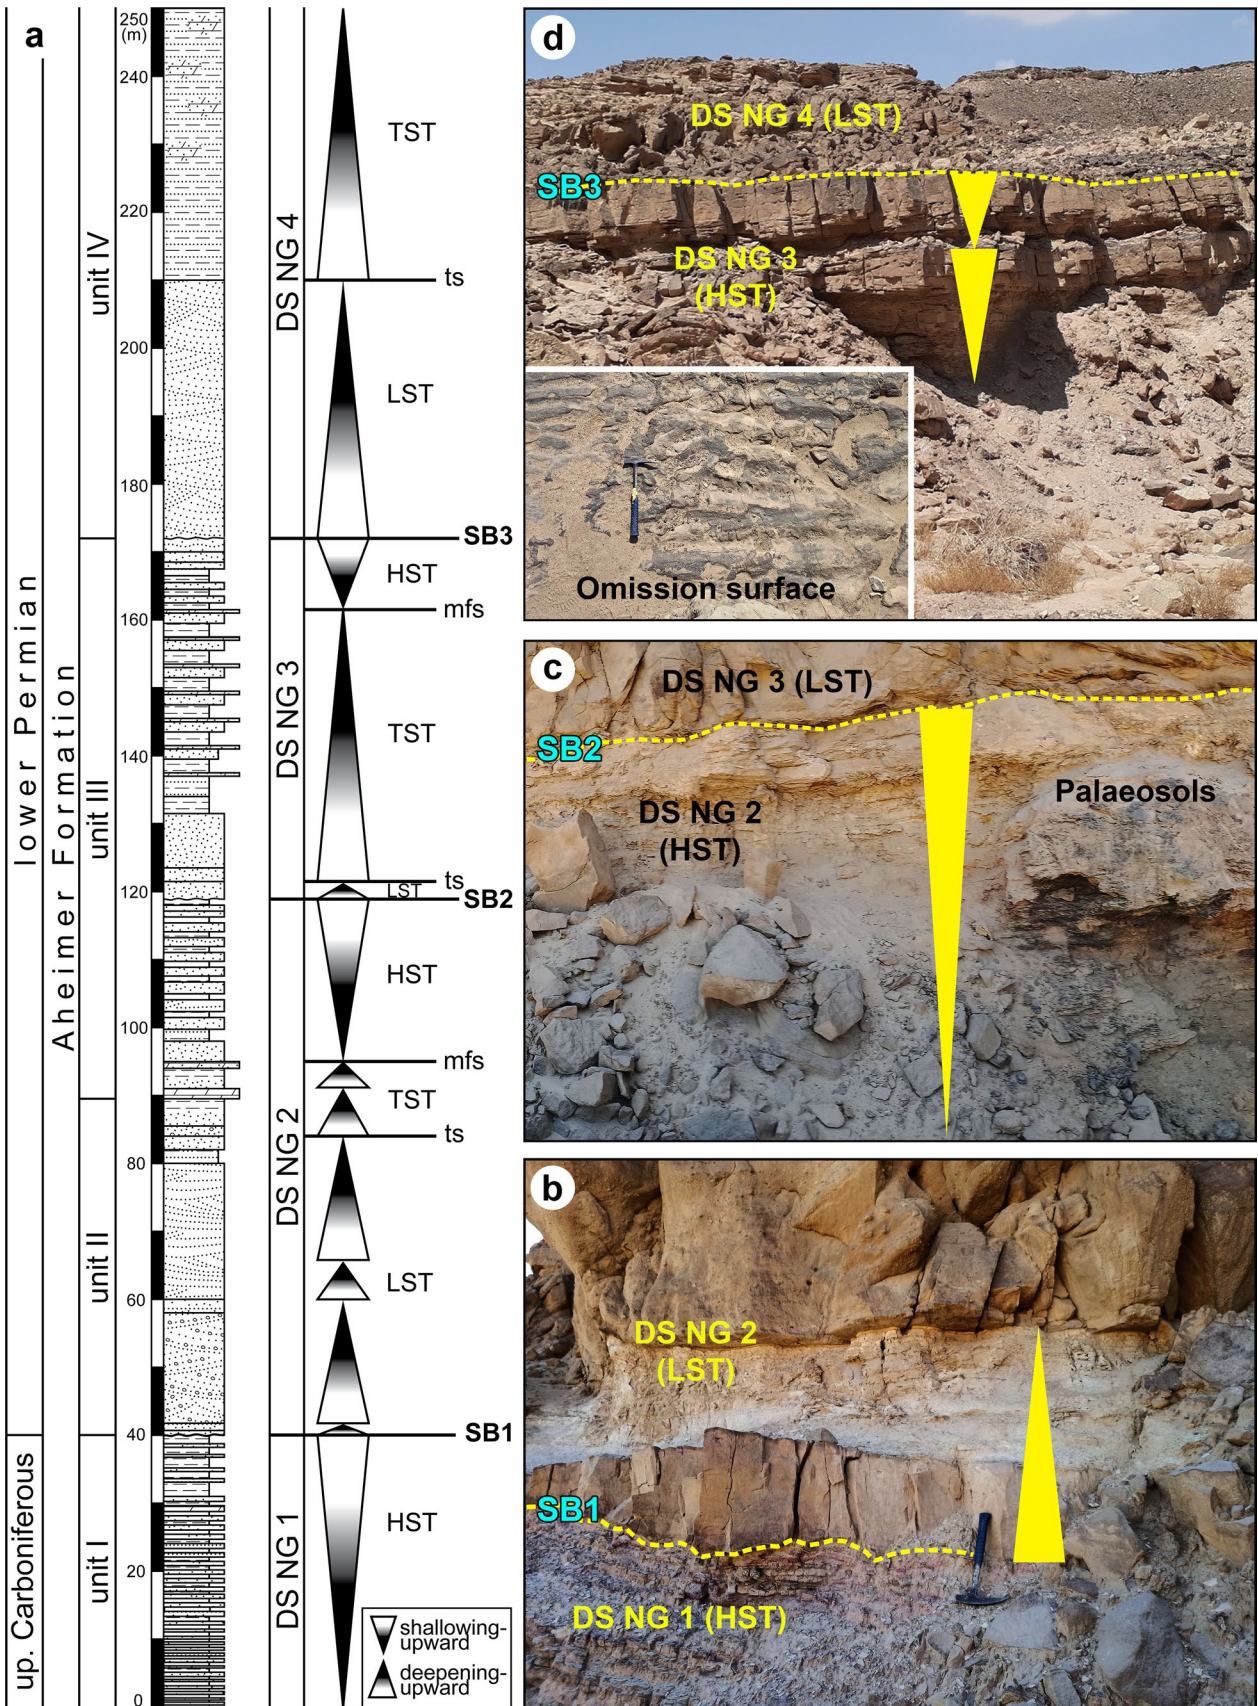 a
250
(m)
240
220
200
180
160
140
120
100
80
60
40
20
0
lower Permian
up. Carboniferous
Aheimer Formation
unit IV
unit III
unit II
unit I
DS NG 4
DS NG 3
DS NG 2
DS NG 1
TST
ts
LST
SB3
HST
mfs
TST
ts
LST
SB2
HST
mfs
TST
ts
LST
SB1
HST
shallowing-
upward
deepening-
upward
d
DS NG 4 (LST)
SB3
DS NG 3
(HST)
Omission surface
c
DS NG 3 (LST)
SB2
DS NG 2
(HST)
Palaeosols
b
DS NG 2
(LST)
SB1
DS NG 1 (HST)